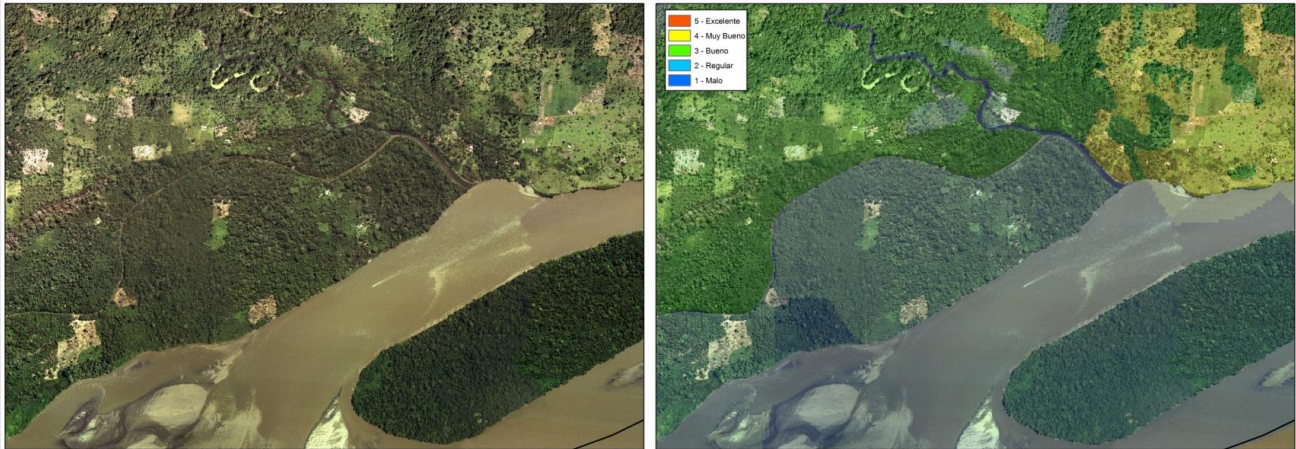 5 - Excelente
4 - Muy Bueno
3 - Bueno
2 - Regular
1 - Malo